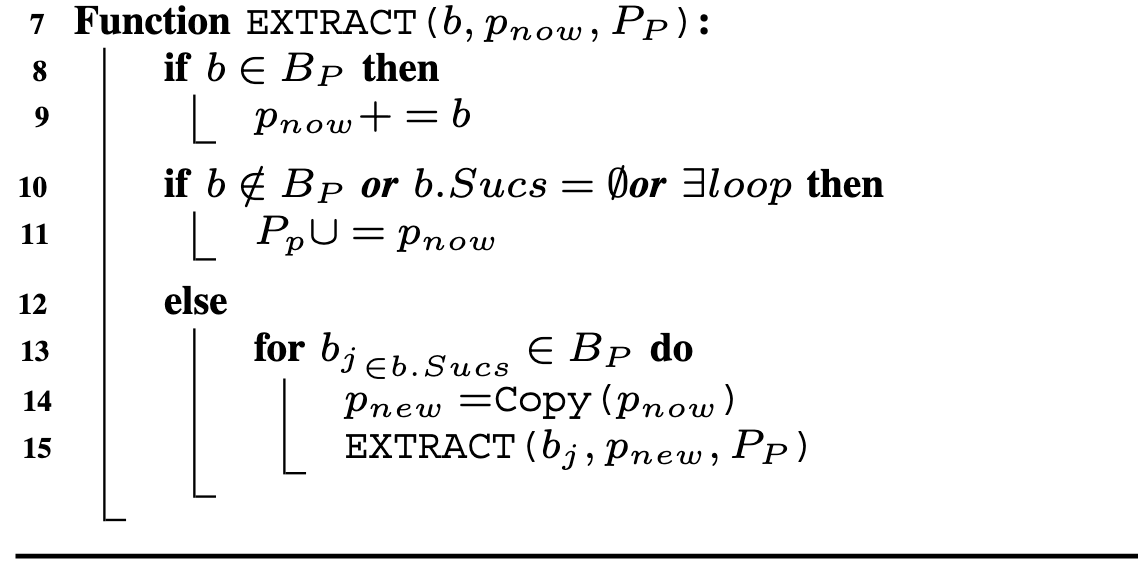 7 Function EXTRACT(b, p_now, P_P):
8 if b ∈ B_P then
9 p_now+ = b
10 if b ∉ B_P or b.Sucs = ∅or ∃loop then
11 P_p∪ = p_now
12 else
13 for b_j_∈b.Sucs ∈ B_P do
14 p_new =Copy(p_now)
15 EXTRACT(b_j, p_new, P_P)